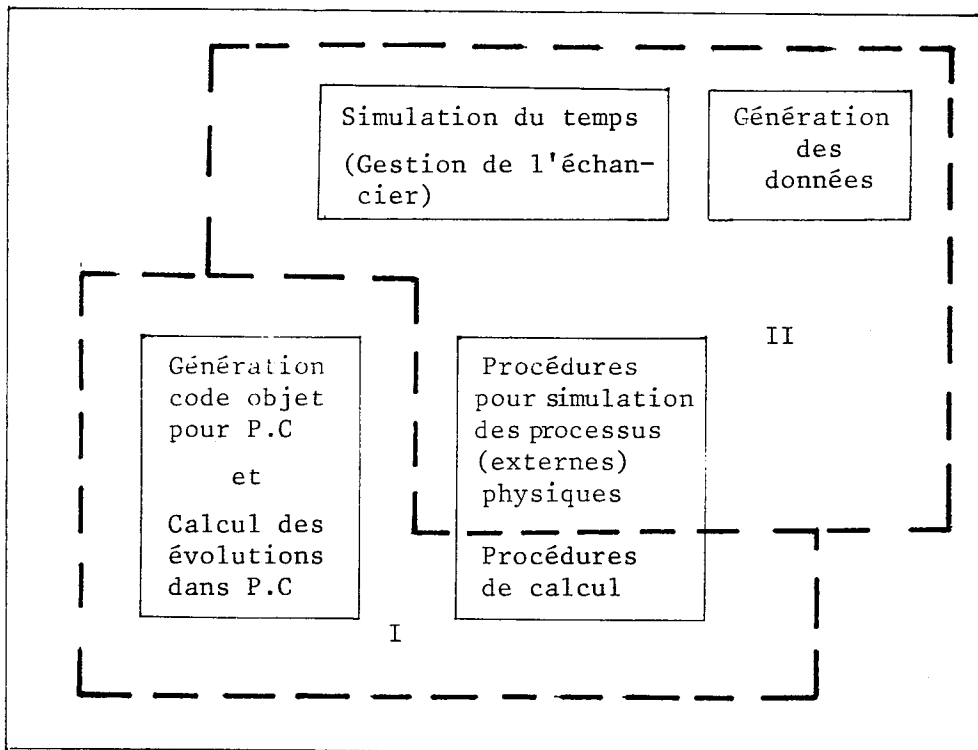 Simulation du temps
(Gestion de l'échan-
cier)
Génération
des
données
II
Génération
code objet
pour P.C
et
Calcul des
évolutions
dans P.C
Procédures
pour simulation
des processus
(externes)
physiques
Procédures
de calcul
I